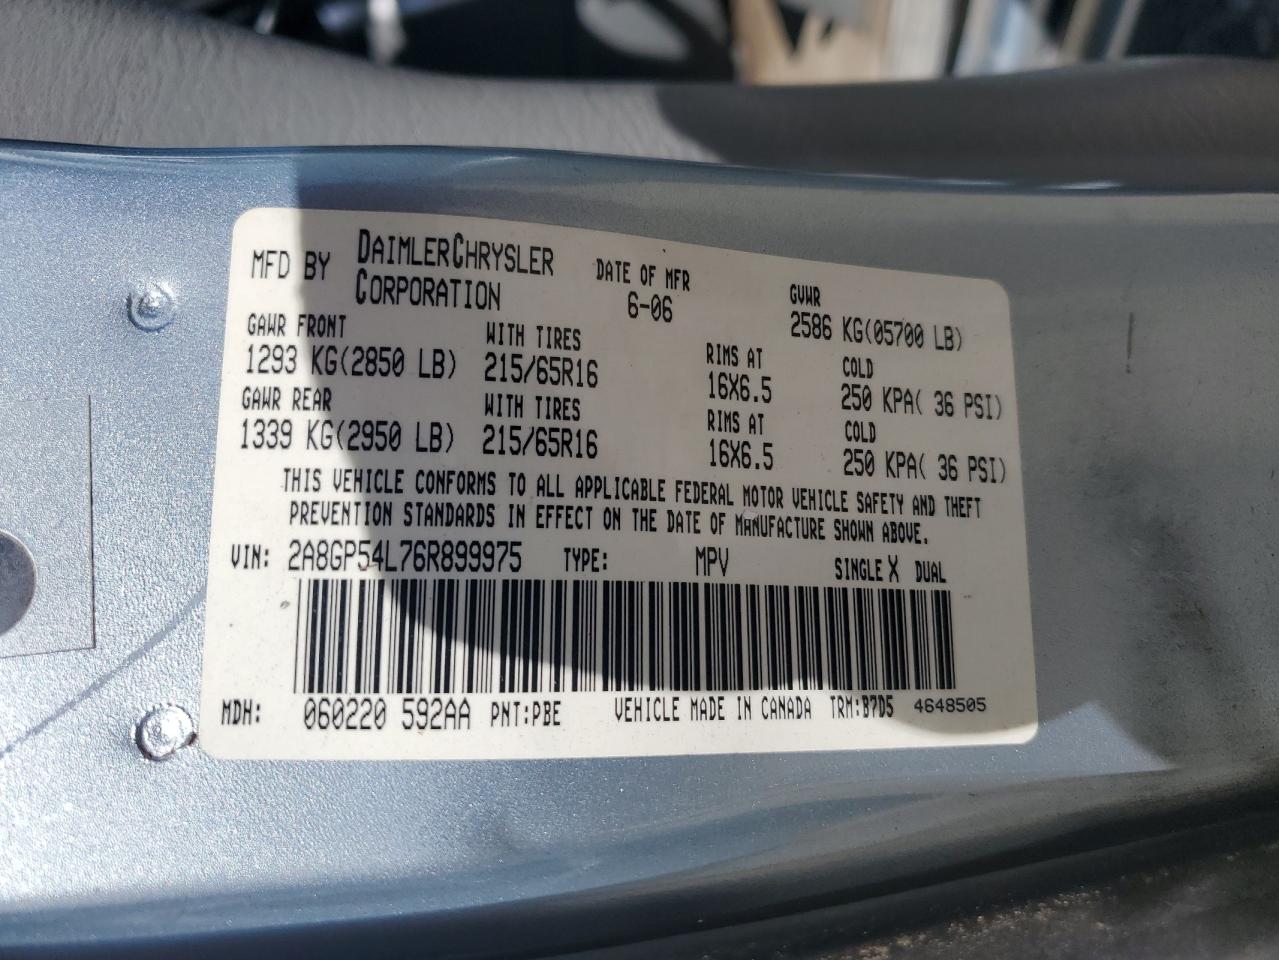 MFD BY DAIMLERCHRYSLER CORPORATION DATE OF MFR 6-06 GVWR 2586 KG(05700 LB)
GAWR FRONT WITH TIRES RIMS AT COLD
1293 KG(2850 LB) 215/65R16 16X6.5 250 KPA( 36 PSI)
GAWR REAR WITH TIRES RIMS AT COLD
1339 KG(2950 LB) 215/65R16 16X6.5 250 KPA( 36 PSI)
THIS VEHICLE CONFORMS TO ALL APPLICABLE FEDERAL MOTOR VEHICLE SAFETY AND THEFT
PREVENTION STANDARDS IN EFFECT ON THE DATE OF MANUFACTURE SHOWN ABOVE.
VIN: 2A8GP54L76R899975 TYPE: MPV SINGLE X DUAL
MDH: 060220 592AA PNT:PBE VEHICLE MADE IN CANADA TRM:B7D5 4648505